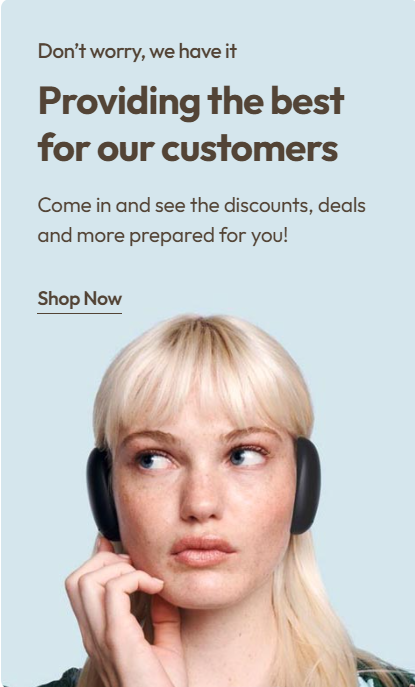 Don’t worry, we have it
Providing the best
for our customers
Come in and see the discounts, deals
and more prepared for you!
Shop Now